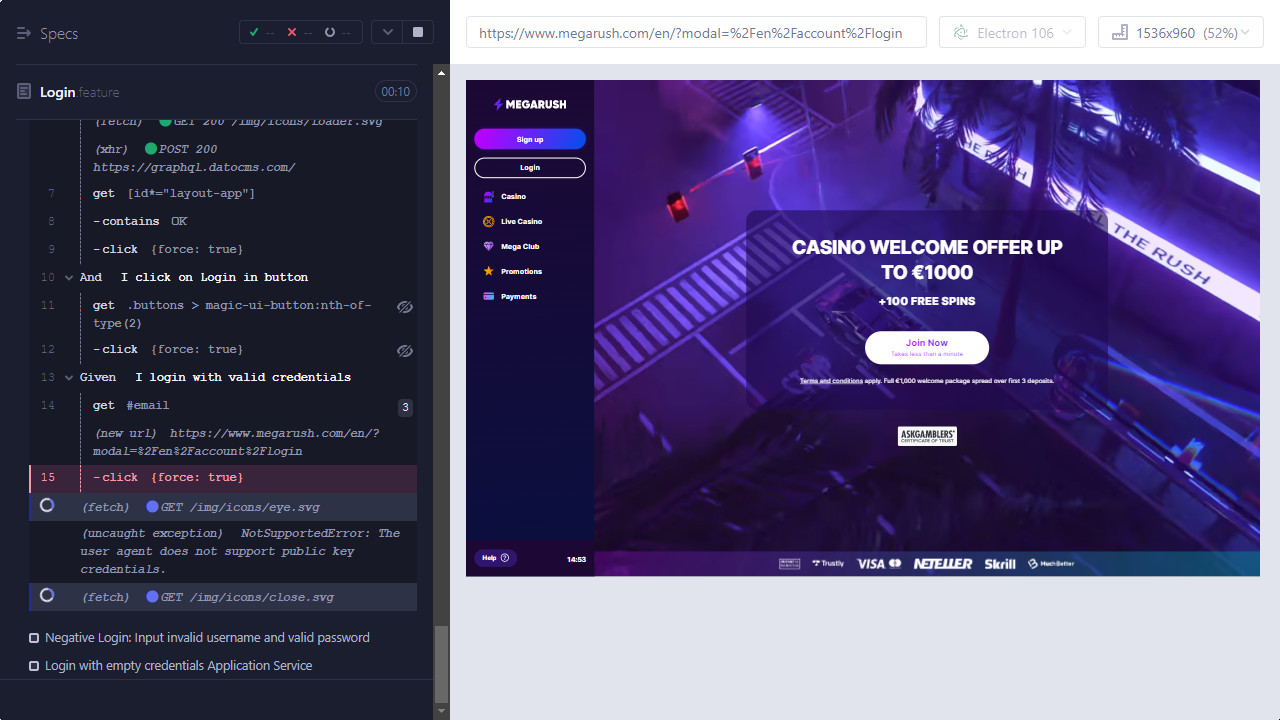 Specs
-- -- --
https://www.megarush.com/en/?modal=%2Fen%2Faccount%2Flogin
Electron 106
1536x960 (52%)
Login.feature
00:10
(fetch) GET 200 /img/icons/loader.svg
(xhr) POST 200
https://graphql.datocms.com/
7 get [id*="layout-app"]
8 -contains OK
9 -click {force: true}
10 And I click on Login in button
11 get .buttons > magic-ui-button:nth-of-
type(2)
12 -click {force: true}
13 Given I login with valid credentials
14 get #email 3
(new url) https://www.megarush.com/en/?
modal=%2Fen%2Faccount%2Flogin
15 -click {force: true}
(fetch) GET /img/icons/eye.svg
(uncaught exception) NotSupportedError: The
user agent does not support public key
credentials.
(fetch) GET /img/icons/close.svg
Negative Login: Input invalid username and valid password
Login with empty credentials Application Service
MEGARUSH
Sign up
Login
Casino
Live Casino
Mega Club
Promotions
Payments
Help ?
14:53
THE RUSH
FEEL THE RUSH
CASINO WELCOME OFFER UP
TO €1000
+100 FREE SPINS
Join Now
Takes less than a minute
Terms and conditions apply. Full €1,000 welcome package spread over first 3 deposits.
ASKGAMBLERS
CERTIFICATE OF TRUST
Trustly
VISA
NETELLER
Skrill
MuchBetter